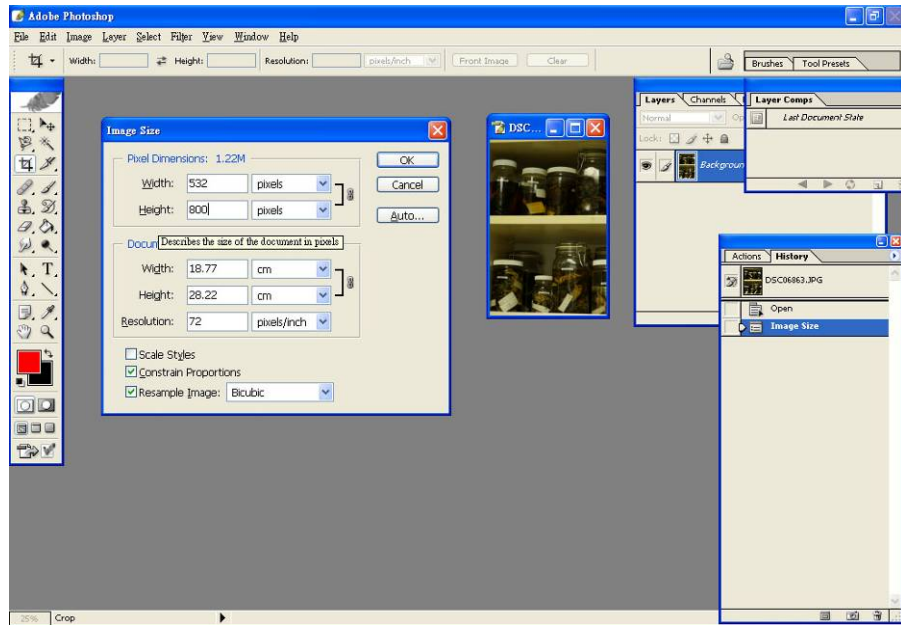 Adobe Photoshop
File Edit Image Layer Select Filter View Window Help
Width: Height: Resolution: pixels/inch Front Image Clear
Brushes Tool Presets
Image Size
Pixel Dimensions: 1.22M
Width: 532 pixels
Height: 800 pixels
Describes the size of the document in pixels
Width: 18.77 cm
Height: 28.22 cm
Resolution: 72 pixels/inch
Scale Styles
Constrain Proportions
Resample Image: Bicubic
OK
Cancel
Auto...
DSC...
Layers Channels
Normal
Lock:
Layer Comps
Last Document State
Actions History
DSC06863.JPG
Open
Image Size
25% Crop